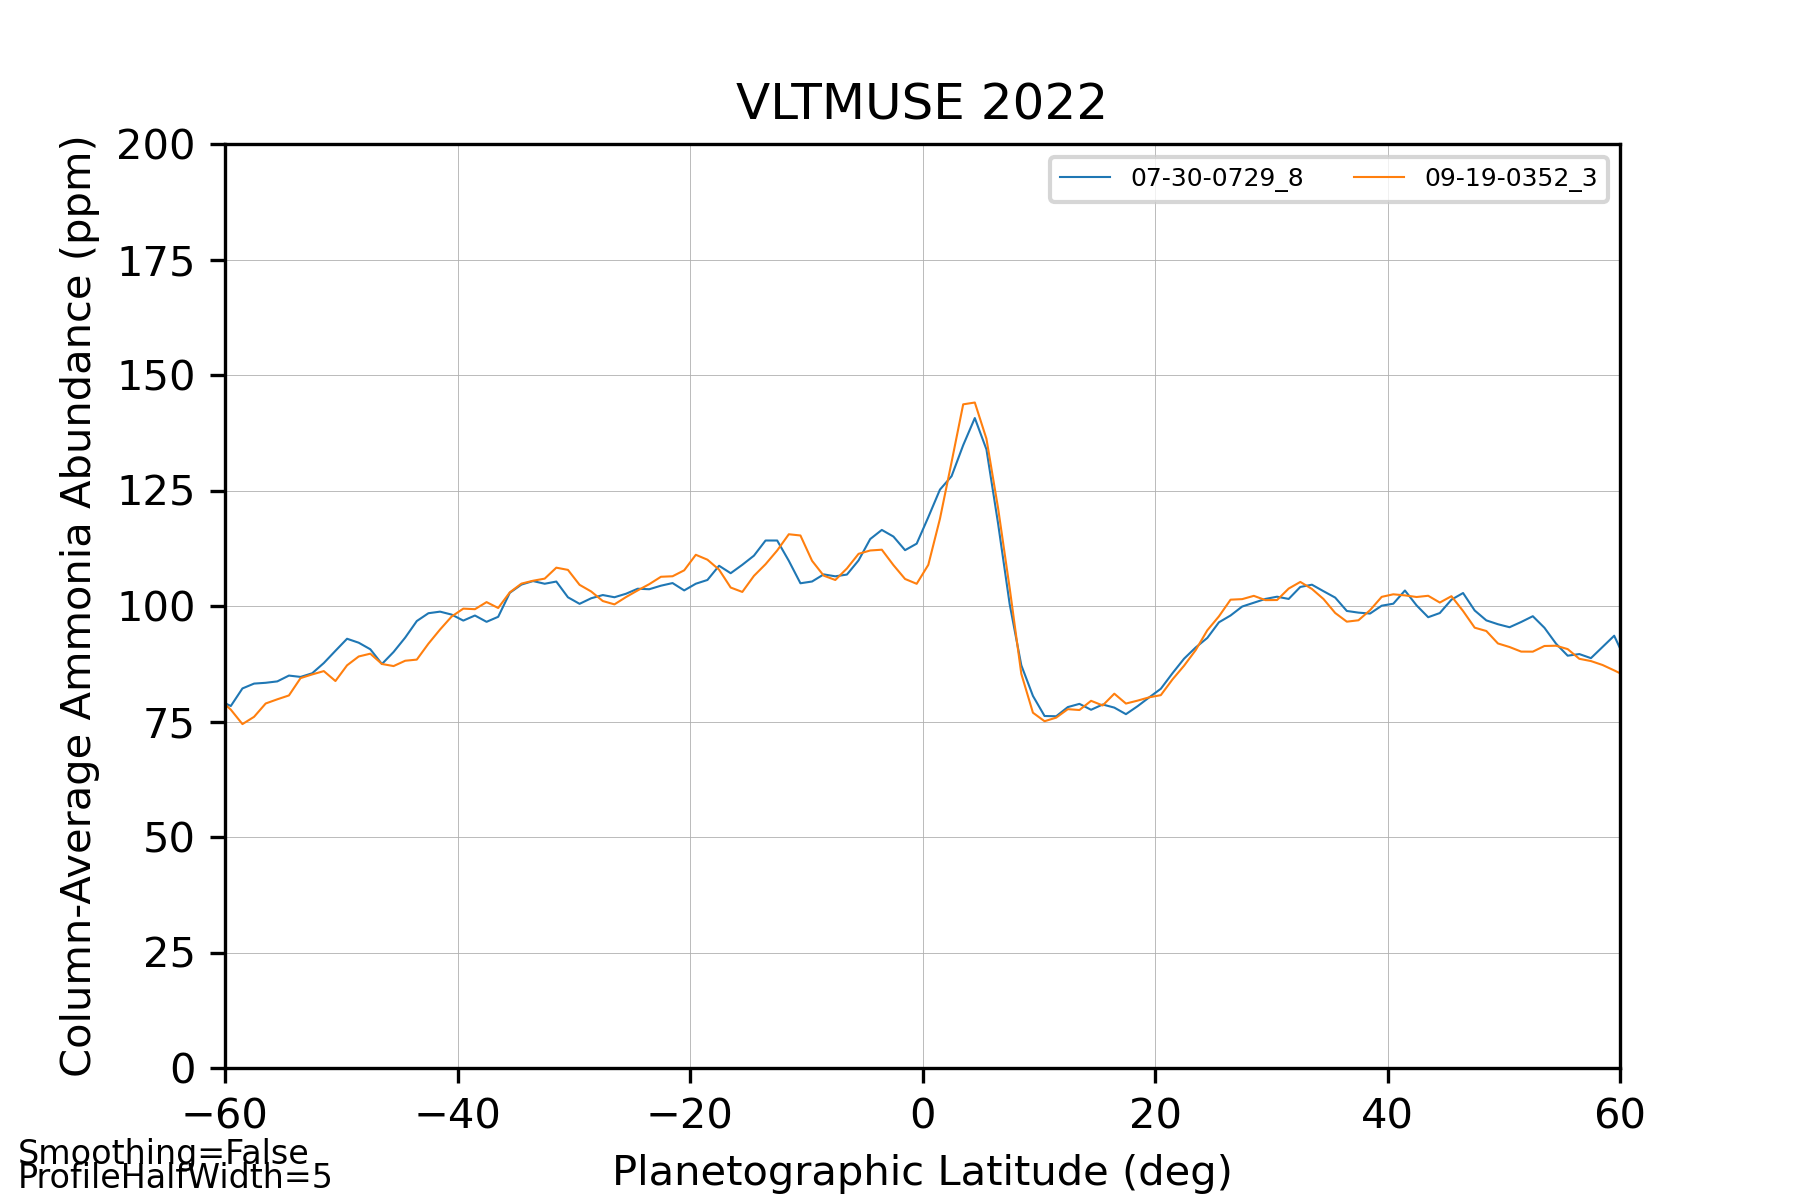 VLTMUSE 2022
07-30-0729_8 09-19-0352_3
Column-Average Ammonia Abundance (ppm)
200
175
150
125
100
75
50
25
0
−60 −40 −20 0 20 40 60
Planetographic Latitude (deg)
Smoothing=False
ProfileHalfWidth=5